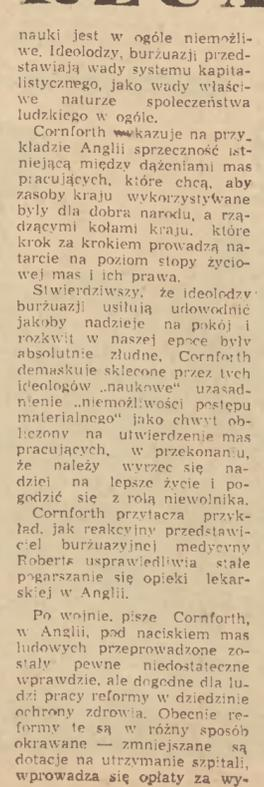 nauki jest w ogóle niemożli-
we. Ideolodzy, burżuazji przed-
stawiają wady systemu kapita-
listycznego, jako wady właści-
we naturze społeczeństwa
ludzkiego w ogóle.
Cornforth wykazuje na przy-
kładzie Anglii sprzeczność ist-
niejącą między dążeniami mas
pracujących, które chcą, aby
zasoby kraju wykorzystywane
były dla dobra narodu, a rzą-
dzącymi kołami kraju, które
krok za krokiem prowadzą na-
tarcie na poziom stopy życio-
wej mas i ich prawa.
Stwierdziwszy, że ideolodzy
burżuazji usiłują udowodnić
jakoby nadzieje na pokój i
rozkwit w naszej epoce były
absolutnie złudne, Cornforth
demaskuje sklecone przez tych
ideologów „naukowe" uzasad-
nienie „niemożliwości postępu
materialnego" jako chwyt ob-
liczony na utwierdzenie mas
pracujących, w przekonaniu,
że należy wyrzec się na-
dziei na lepsze życie i po-
godzić się z rolą niewolnika.
Cornforth przytacza przyk-
ład, jak reakcyjny przedstawi-
ciel burżuazyjnej medycyny
Roberts usprawiedliwia stałe
pogarszanie się opieki lekar-
skiej w Anglii.
Po wojnie, pisze Cornforth,
w Anglii, pod naciskiem mas
ludowych przeprowadzone zo-
stały pewne niedostateczne
wprawdzie, ale dogodne dla lu-
dzi pracy reformy w dziedzinie
ochrony zdrowia. Obecnie re-
formy te są w różny sposób
okrawane — zmniejszane są
dotacje na utrzymanie szpitali,
wprowadza się opłaty za wy-